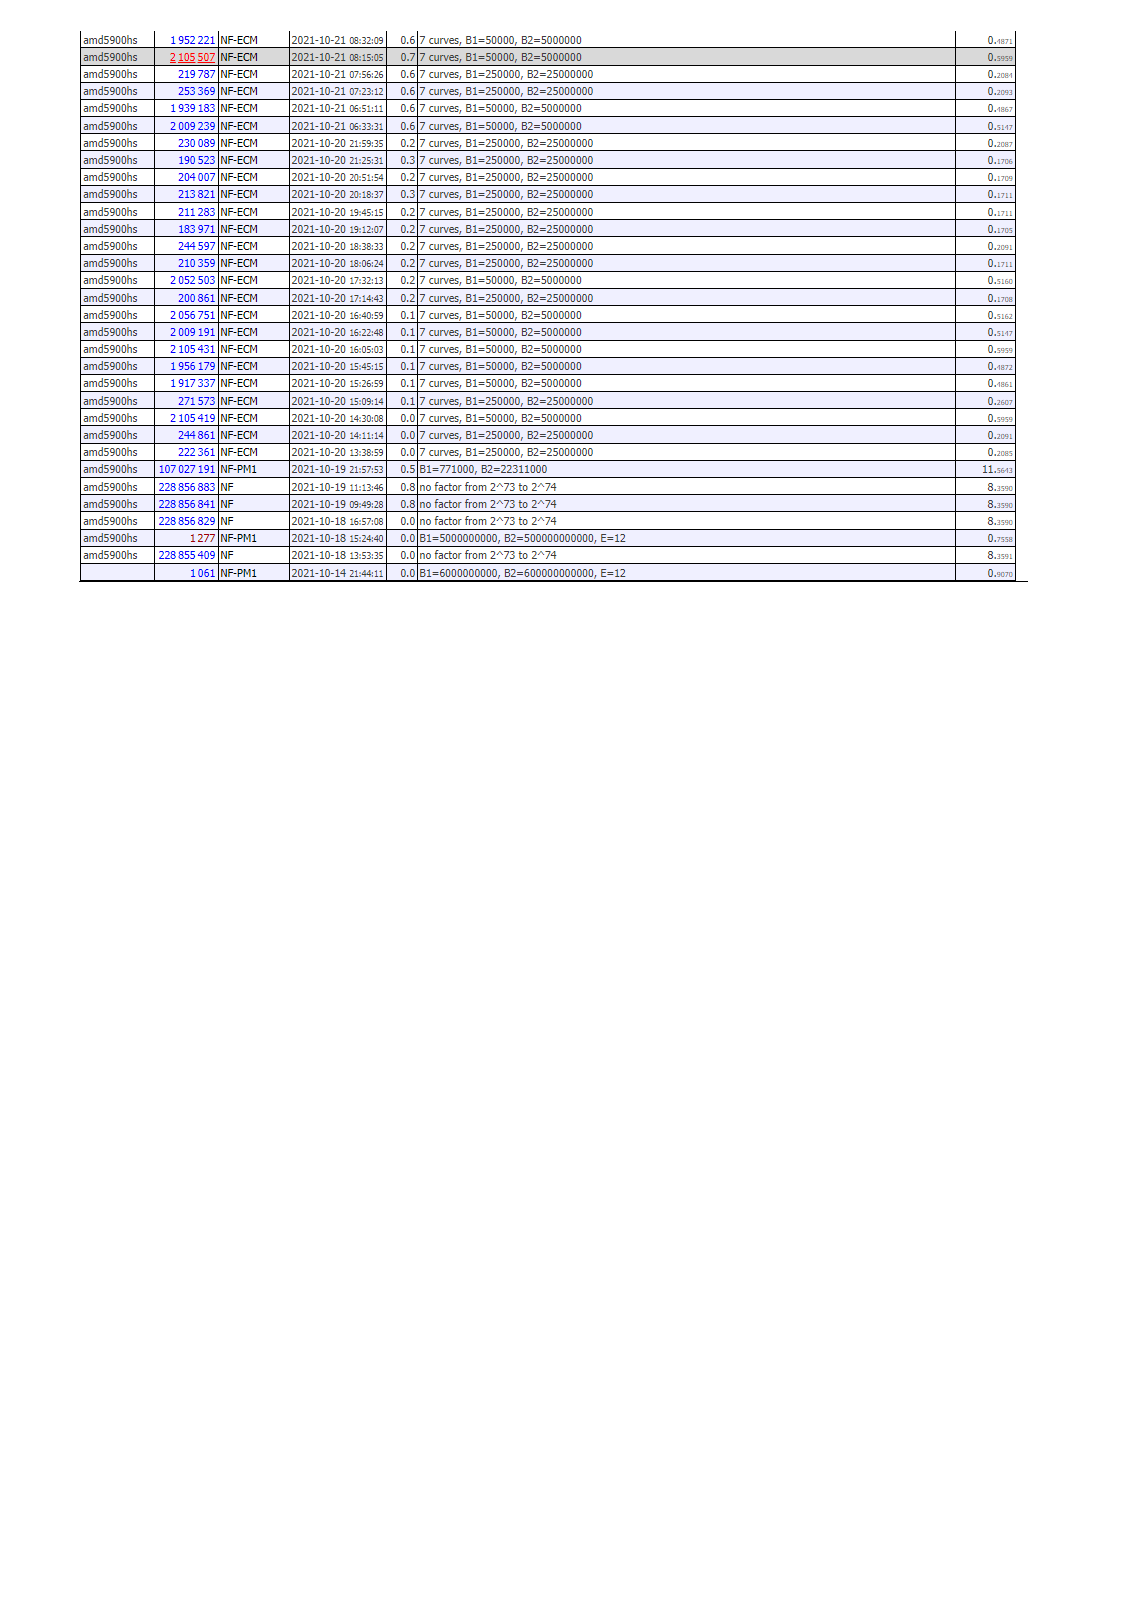 amd5900hs 1 952 221 NF-ECM 2021-10-21 08:32:09 0.6 7 curves, B1=50000, B2=5000000 0.4871
amd5900hs 2 105 507 NF-ECM 2021-10-21 08:15:05 0.7 7 curves, B1=50000, B2=5000000 0.5959
amd5900hs 219 787 NF-ECM 2021-10-21 07:56:26 0.6 7 curves, B1=250000, B2=25000000 0.2084
amd5900hs 253 369 NF-ECM 2021-10-21 07:23:12 0.6 7 curves, B1=250000, B2=25000000 0.2093
amd5900hs 1 939 183 NF-ECM 2021-10-21 06:51:11 0.6 7 curves, B1=50000, B2=5000000 0.4867
amd5900hs 2 009 239 NF-ECM 2021-10-21 06:33:31 0.6 7 curves, B1=50000, B2=5000000 0.5147
amd5900hs 230 089 NF-ECM 2021-10-20 21:59:35 0.2 7 curves, B1=250000, B2=25000000 0.2087
amd5900hs 190 523 NF-ECM 2021-10-20 21:25:31 0.3 7 curves, B1=250000, B2=25000000 0.1706
amd5900hs 204 007 NF-ECM 2021-10-20 20:51:54 0.2 7 curves, B1=250000, B2=25000000 0.1709
amd5900hs 213 821 NF-ECM 2021-10-20 20:18:37 0.3 7 curves, B1=250000, B2=25000000 0.1711
amd5900hs 211 283 NF-ECM 2021-10-20 19:45:15 0.2 7 curves, B1=250000, B2=25000000 0.1711
amd5900hs 183 971 NF-ECM 2021-10-20 19:12:07 0.2 7 curves, B1=250000, B2=25000000 0.1705
amd5900hs 244 597 NF-ECM 2021-10-20 18:38:33 0.2 7 curves, B1=250000, B2=25000000 0.2091
amd5900hs 210 359 NF-ECM 2021-10-20 18:06:24 0.2 7 curves, B1=250000, B2=25000000 0.1711
amd5900hs 2 052 503 NF-ECM 2021-10-20 17:32:13 0.2 7 curves, B1=50000, B2=5000000 0.5160
amd5900hs 200 861 NF-ECM 2021-10-20 17:14:43 0.2 7 curves, B1=250000, B2=25000000 0.1708
amd5900hs 2 056 751 NF-ECM 2021-10-20 16:40:59 0.1 7 curves, B1=50000, B2=5000000 0.5162
amd5900hs 2 009 191 NF-ECM 2021-10-20 16:22:48 0.1 7 curves, B1=50000, B2=5000000 0.5147
amd5900hs 2 105 431 NF-ECM 2021-10-20 16:05:03 0.1 7 curves, B1=50000, B2=5000000 0.5959
amd5900hs 1 956 179 NF-ECM 2021-10-20 15:45:15 0.1 7 curves, B1=50000, B2=5000000 0.4872
amd5900hs 1 917 337 NF-ECM 2021-10-20 15:26:59 0.1 7 curves, B1=50000, B2=5000000 0.4861
amd5900hs 271 573 NF-ECM 2021-10-20 15:09:14 0.1 7 curves, B1=250000, B2=25000000 0.2607
amd5900hs 2 105 419 NF-ECM 2021-10-20 14:30:08 0.0 7 curves, B1=50000, B2=5000000 0.5959
amd5900hs 244 861 NF-ECM 2021-10-20 14:11:14 0.0 7 curves, B1=250000, B2=25000000 0.2091
amd5900hs 222 361 NF-ECM 2021-10-20 13:38:59 0.0 7 curves, B1=250000, B2=25000000 0.2085
amd5900hs 107 027 191 NF-PM1 2021-10-19 21:57:53 0.5 B1=771000, B2=22311000 11.5643
amd5900hs 228 856 883 NF 2021-10-19 11:13:46 0.8 no factor from 2^73 to 2^74 8.3590
amd5900hs 228 856 841 NF 2021-10-19 09:49:28 0.8 no factor from 2^73 to 2^74 8.3590
amd5900hs 228 856 829 NF 2021-10-18 16:57:08 0.0 no factor from 2^73 to 2^74 8.3590
amd5900hs 1 277 NF-PM1 2021-10-18 15:24:40 0.0 B1=5000000000, B2=500000000000, E=12 0.7558
amd5900hs 228 855 409 NF 2021-10-18 13:53:35 0.0 no factor from 2^73 to 2^74 8.3591
1 061 NF-PM1 2021-10-14 21:44:11 0.0 B1=6000000000, B2=600000000000, E=12 0.9070